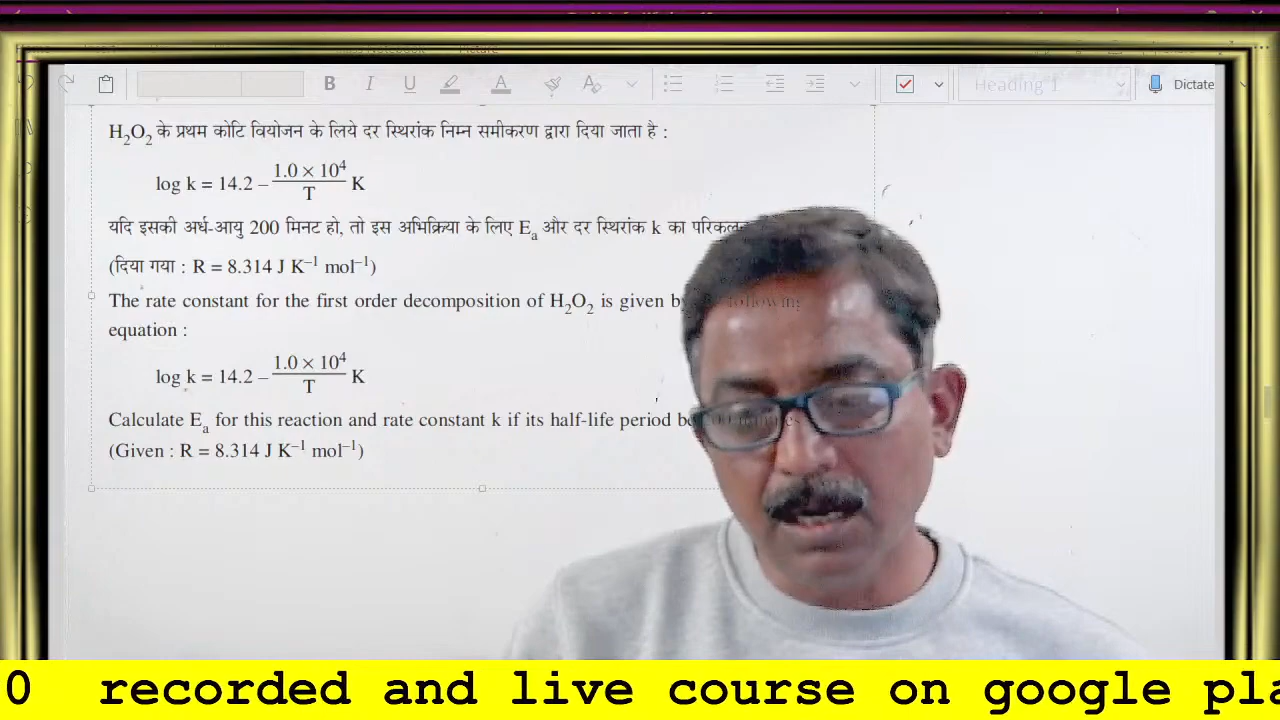 Dictate
Heading 1
H₂O₂ के प्रथम कोटि वियोजन के लिये दर स्थिरांक निम्न समीकरण द्वारा दिया जाता है :
log k = 14.2 – 1.0 × 10⁴ / T K
यदि इसकी अर्ध-आयु 200 मिनट हो, तो इस अभिक्रिया के लिए Eₐ और दर स्थिरांक k का
(दिया गया : R = 8.314 J K⁻¹ mol⁻¹)
The rate constant for the first order decomposition of H₂O₂ is given by following
equation :
log k = 14.2 – 1.0 × 10⁴ / T K
Calculate Eₐ for this reaction and rate constant k if its half-life period
(Given : R = 8.314 J K⁻¹ mol⁻¹)
0 recorded and live course on google